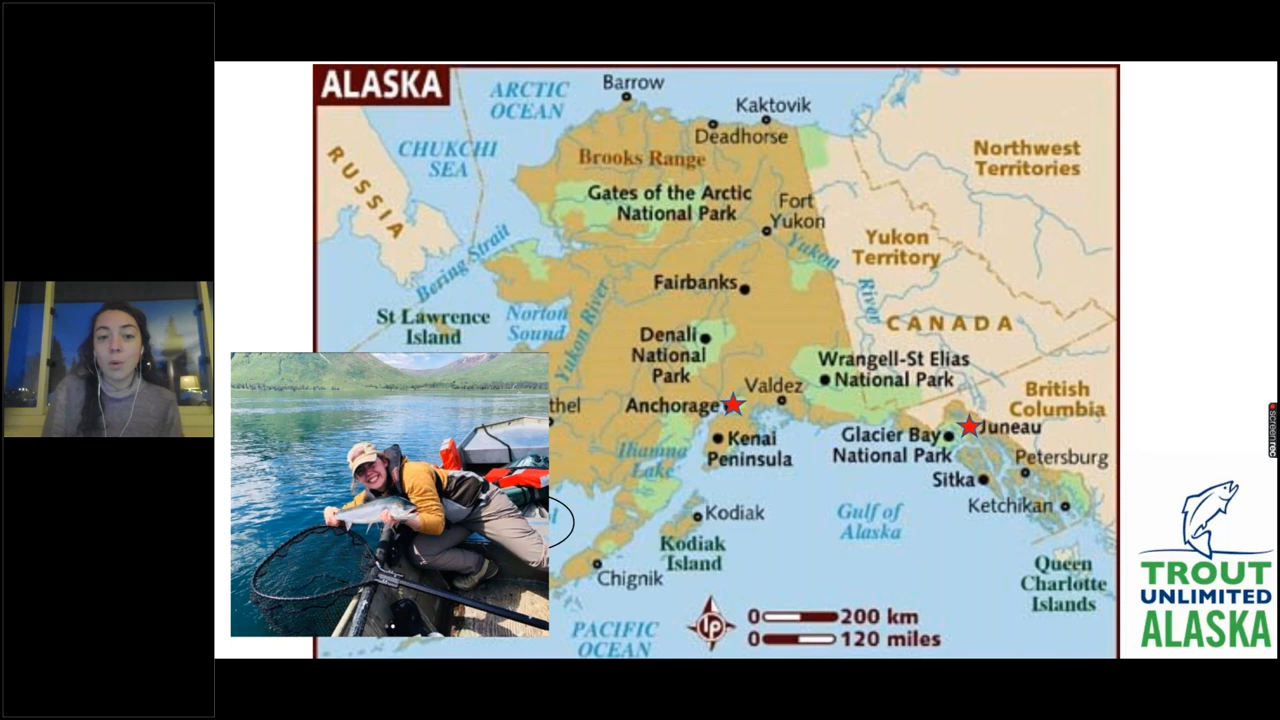 ALASKA
ARCTIC
OCEAN
Barrow
Kaktovik
Deadhorse
CHUKCHI
SEA
RUSSIA
Brooks Range
Northwest
Territories
Gates of the Arctic
National Park
Fort
Yukon
Yukon
River
Yukon
Territory
Bering Strait
Fairbanks
St Lawrence
Island
Norton
Sound
Yukon River
CANADA
Denali
National
Park
Wrangell-St Elias
National Park
British
Columbia
Valdez
Anchorage
thel
Kenai
Peninsula
Iliamna
Lake
Juneau
Glacier Bay
National Park
Petersburg
Sitka
Ketchikan
Kodiak
Gulf of
Alaska
Kodiak
Island
Chignik
Queen
Charlotte
Islands
PACIFIC
OCEAN
lp
0 200 km
0 120 miles
TROUT
UNLIMITED
ALASKA
screenrec